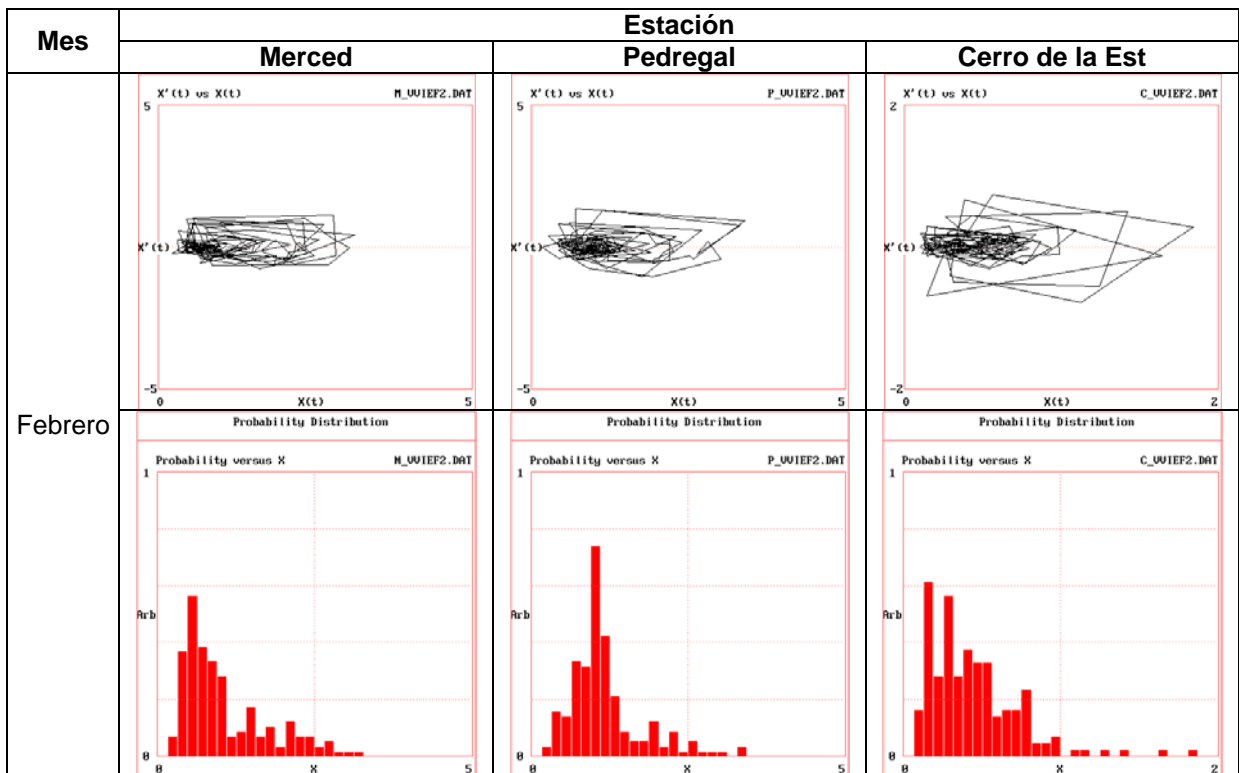 Mes
Estación
Merced
Pedregal
Cerro de la Est
Febrero
X'(t) vs X(t)
M_VVIEF2.DAT
5
X'(t)
-5
0
X(t)
5
X'(t) vs X(t)
P_VVIEF2.DAT
5
X'(t)
-5
0
X(t)
5
X'(t) vs X(t)
C_VVIEF2.DAT
2
X'(t)
-2
0
X(t)
2
Probability Distribution
Probability versus X
M_VVIEF2.DAT
1
Arb
0
0
X
5
Probability Distribution
Probability versus X
P_VVIEF2.DAT
1
Arb
0
0
X
5
Probability Distribution
Probability versus X
C_VVIEF2.DAT
1
Arb
0
0
X
2